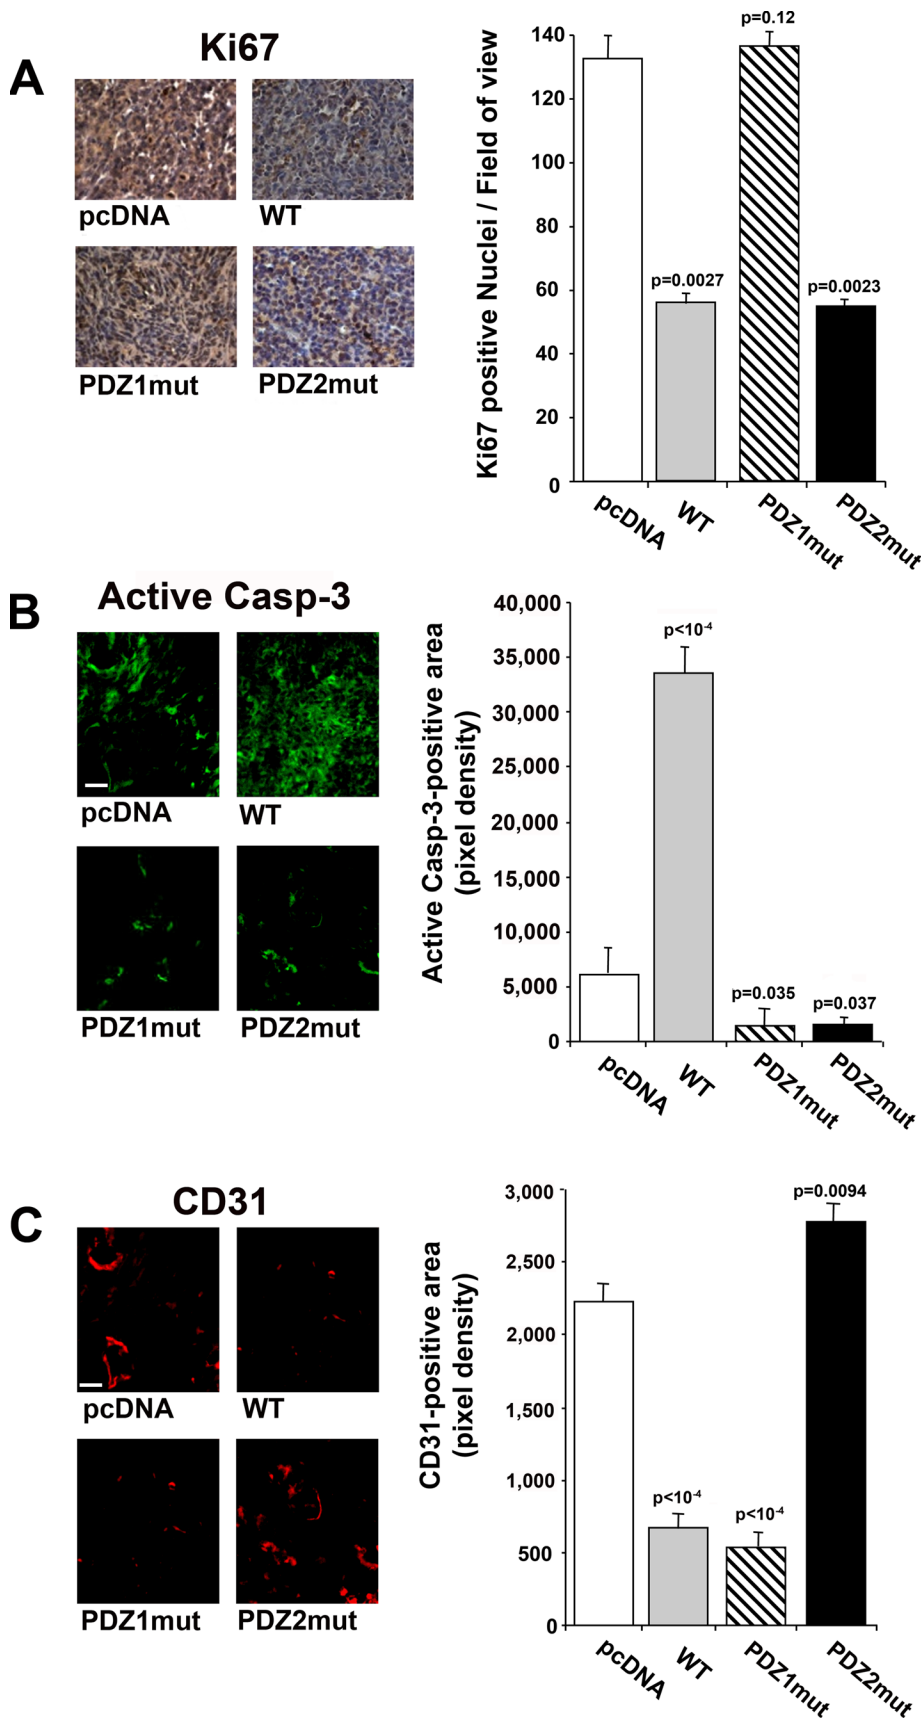 A
Ki67
pcDNA
WT
PDZ1mut
PDZ2mut
Ki67 positive Nuclei / Field of view
140
120
100
80
60
40
20
0
p=0.0027
p=0.12
p=0.0023
pcDNA
WT
PDZ1mut
PDZ2mut
B
Active Casp-3
pcDNA
WT
PDZ1mut
PDZ2mut
Active Casp-3-positive area
(pixel density)
40,000
35,000
30,000
25,000
20,000
15,000
10,000
5,000
0
p<10⁻⁴
p=0.035
p=0.037
pcDNA
WT
PDZ1mut
PDZ2mut
C
CD31
pcDNA
WT
PDZ1mut
PDZ2mut
CD31-positive area
(pixel density)
3,000
2,500
2,000
1,500
1,000
500
0
p<10⁻⁴
p<10⁻⁴
p=0.0094
pcDNA
WT
PDZ1mut
PDZ2mut